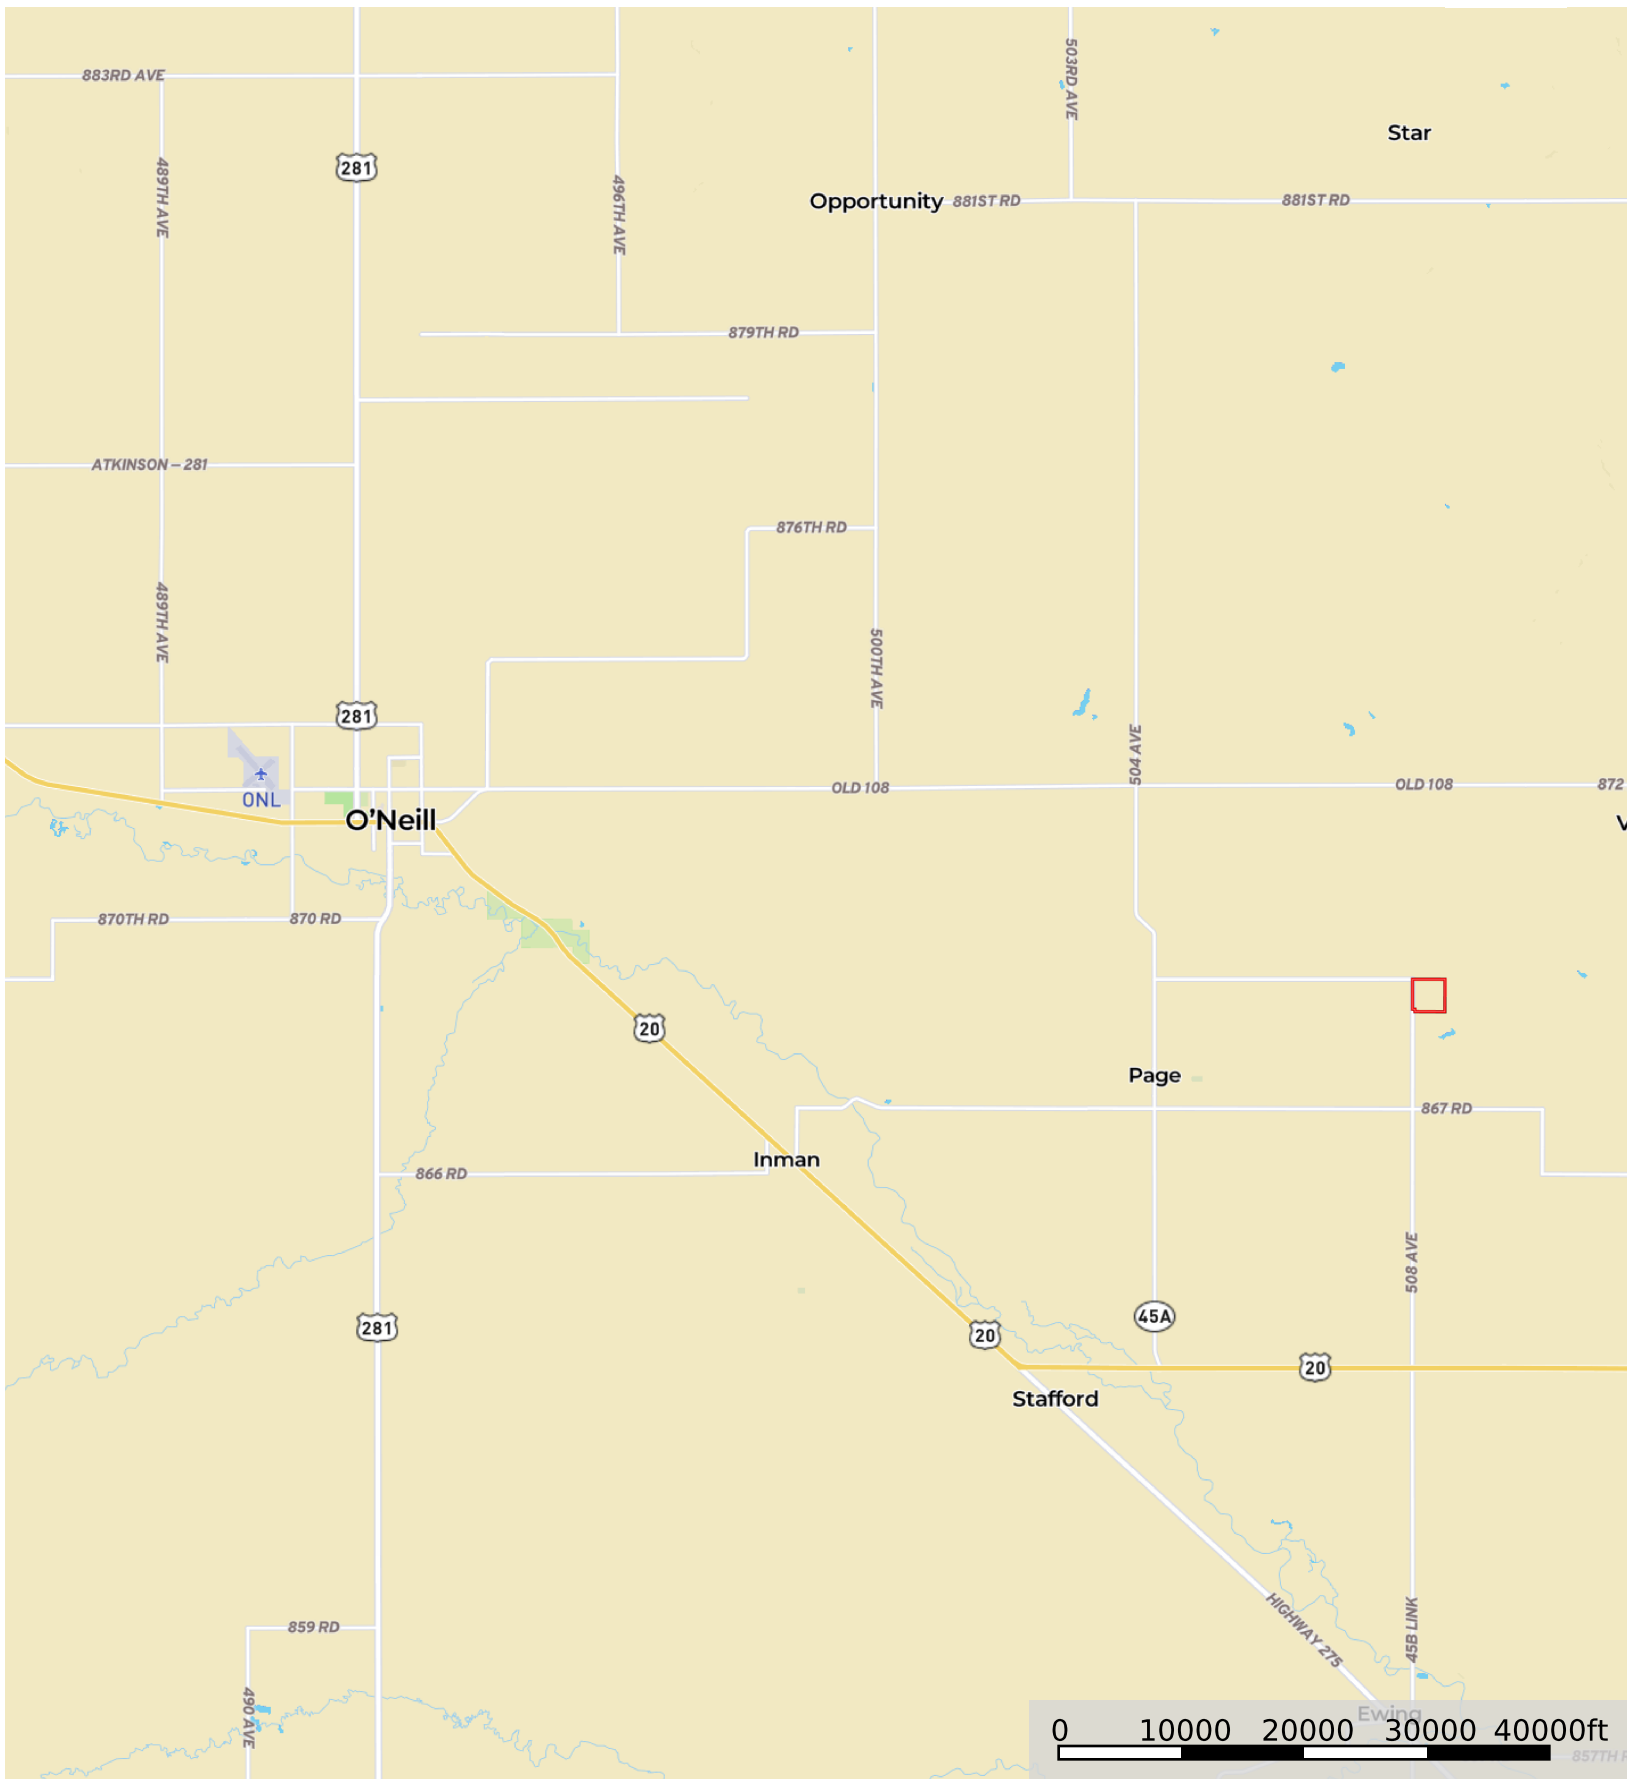 883RD AVE
503RD AVE
Star
281
489TH AVE
496TH AVE
Opportunity
881ST RD
881ST RD
879TH RD
ATKINSON – 281
876TH RD
489TH AVE
500TH AVE
281
504 AVE
ONL
OLD 108
OLD 108
872
O'Neill
V
870TH RD
870 RD
20
Page
867 RD
Inman
866 RD
508 AVE
45A
281
20
20
Stafford
859 RD
HIGHWAY 275
45B LINK
490 AVE
Ewing
0 10000 20000 30000 40000ft
857TH R